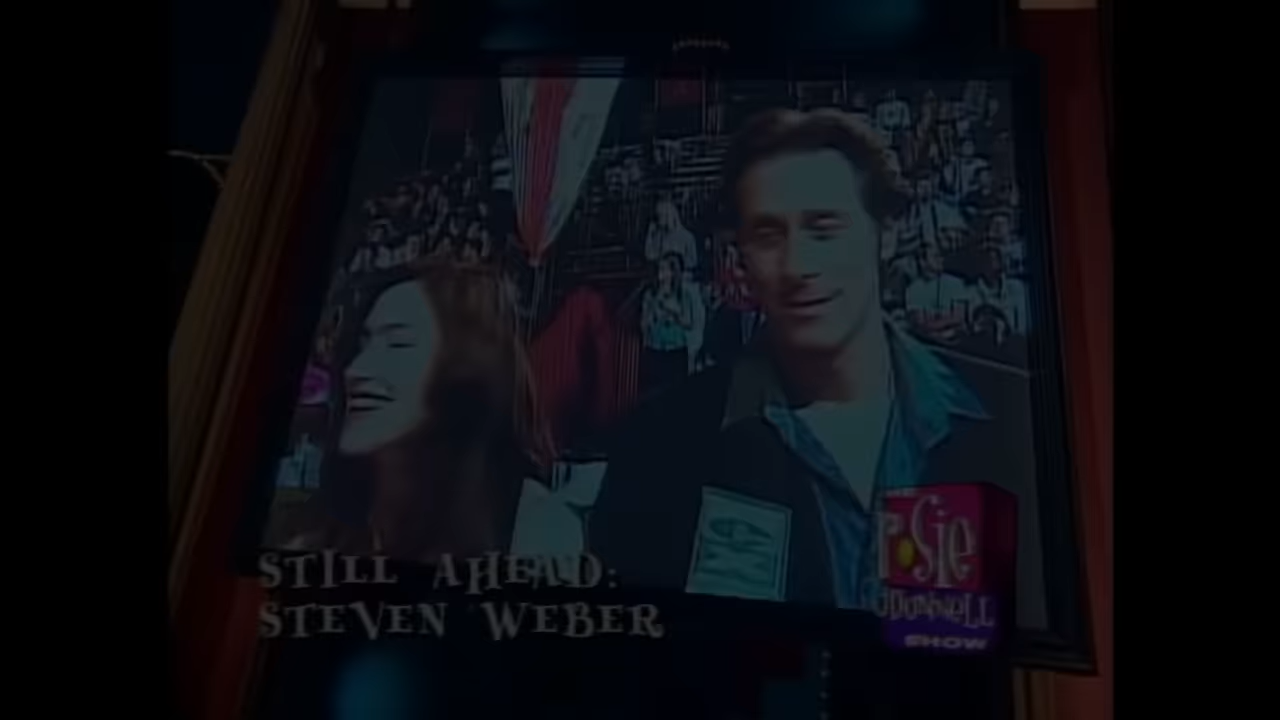 STILL AHEAD:
STEVEN WEBER
rosie
O'DONNELL
SHOW